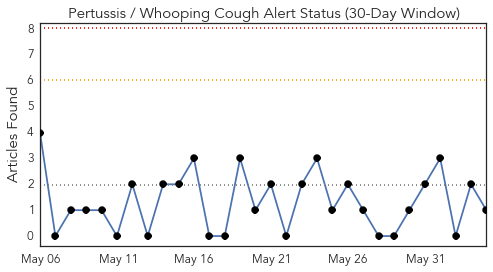 Pertussis / Whooping Cough Alert Status (30-Day Window)
8
7
6
5
4
3
2
1
0
Articles Found
May 06
May 11
May 16
May 21
May 26
May 31